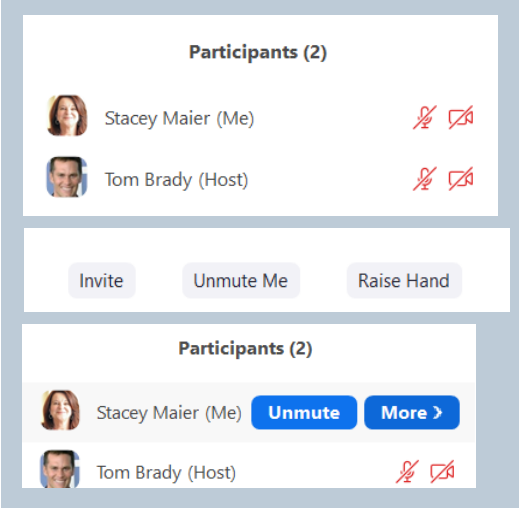 Participants (2)
Stacey Maier (Me)
Tom Brady (Host)
Invite Unmute Me Raise Hand
Participants (2)
Stacey Maier (Me) Unmute More >
Tom Brady (Host)